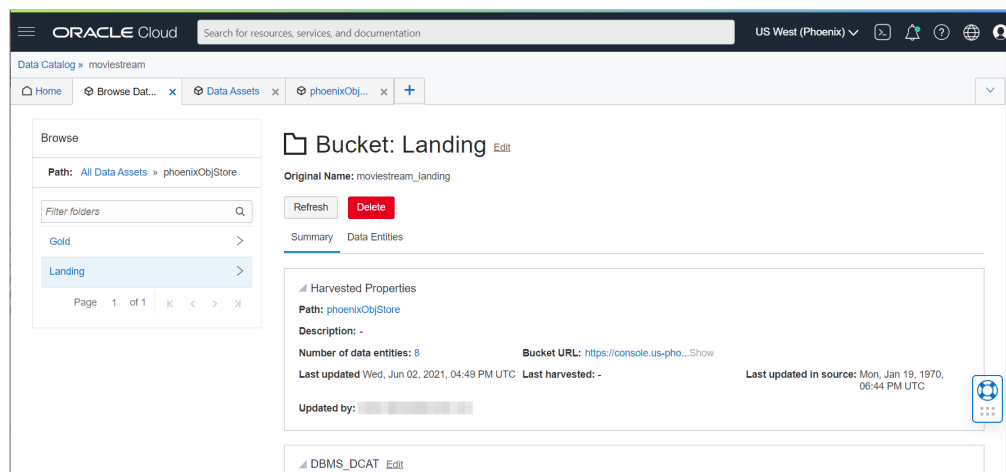 ORACLE Cloud
Search for resources, services, and documentation
US West (Phoenix)
Data Catalog » moviestream
Home
Browse Dat... ×
Data Assets ×
phoenixObj... ×
+
Browse
Path: All Data Assets » phoenixObjStore
Filter folders
Gold
Landing
Page 1 of 1
Bucket: Landing Edit
Original Name: moviestream_landing
Refresh Delete
Summary Data Entities
Harvested Properties
Path: phoenixObjStore
Description: -
Number of data entities: 8 Bucket URL: https://console.us-pho...Show
Last updated Wed, Jun 02, 2021, 04:49 PM UTC Last harvested: - Last updated in source: Mon, Jan 19, 1970,
06:44 PM UTC
Updated by:
DBMS_DCAT Edit